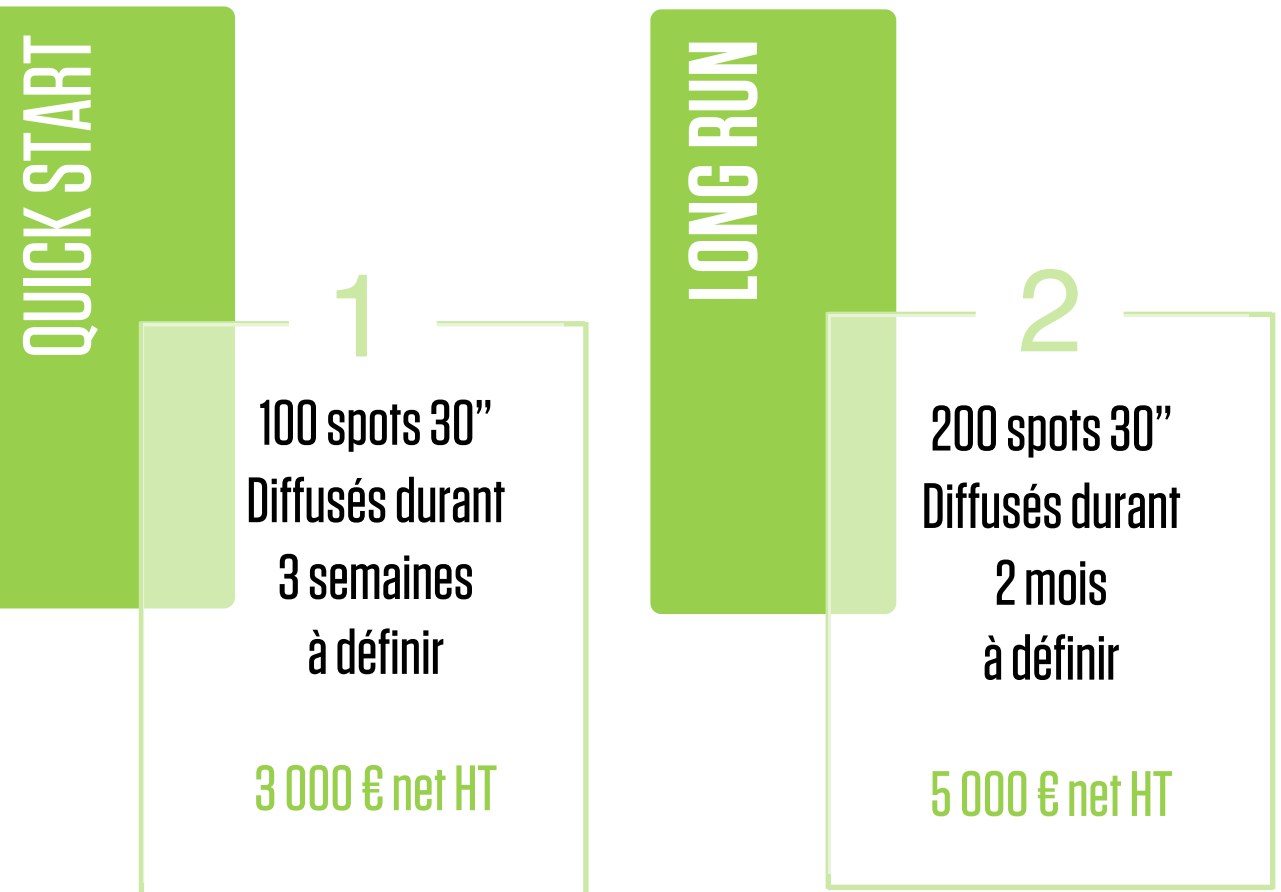 QUICK START
1
100 spots 30”
Diffusés durant
3 semaines
à définir
3 000 € net HT
LONG RUN
2
200 spots 30”
Diffusés durant
2 mois
à définir
5 000 € net HT